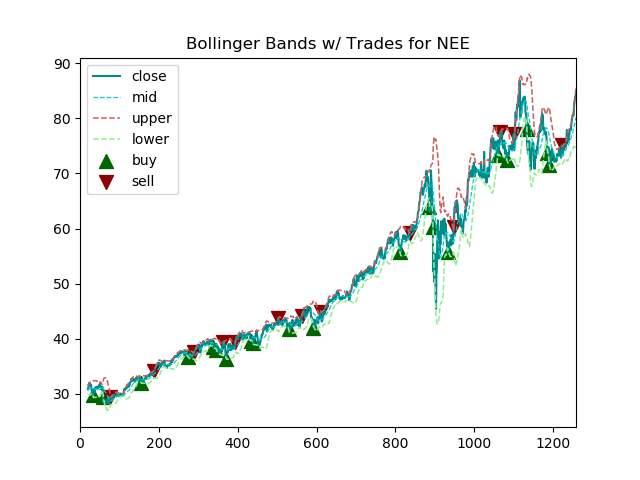 Bollinger Bands w/ Trades for NEE
close
mid
upper
lower
buy
sell
90
80
70
60
50
40
30
0 200 400 600 800 1000 1200